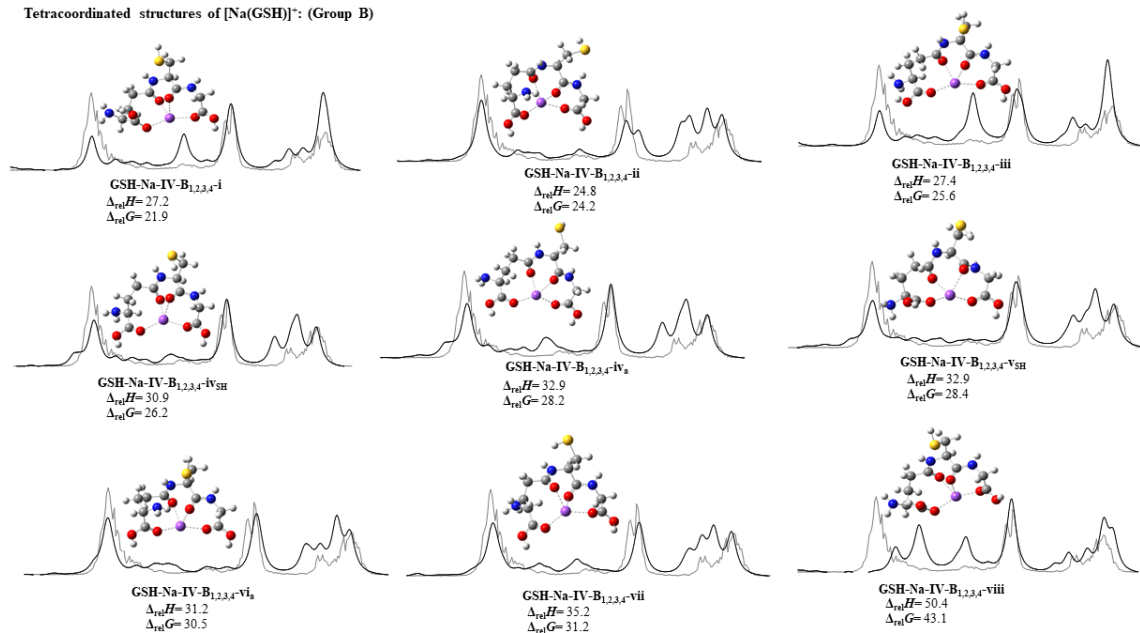 Tetracoordinated structures of [Na(GSH)]⁺: (Group B)
GSH-Na-IV-B₁,₂,₃,₄-i
ΔrelH= 27.2
ΔrelG= 21.9
GSH-Na-IV-B₁,₂,₃,₄-ii
ΔrelH= 24.8
ΔrelG= 24.2
GSH-Na-IV-B₁,₂,₃,₄-iii
ΔrelH= 27.4
ΔrelG= 25.6
GSH-Na-IV-B₁,₂,₃,₄-ivSH
ΔrelH= 30.9
ΔrelG= 26.2
GSH-Na-IV-B₁,₂,₃,₄-ivₐ
ΔrelH= 32.9
ΔrelG= 28.2
GSH-Na-IV-B₁,₂,₃,₄-vSH
ΔrelH= 32.9
ΔrelG= 28.4
GSH-Na-IV-B₁,₂,₃,₄-viₐ
ΔrelH= 31.2
ΔrelG= 30.5
GSH-Na-IV-B₁,₂,₃,₄-vii
ΔrelH= 35.2
ΔrelG= 31.2
GSH-Na-IV-B₁,₂,₃,₄-viii
ΔrelH= 50.4
ΔrelG= 43.1